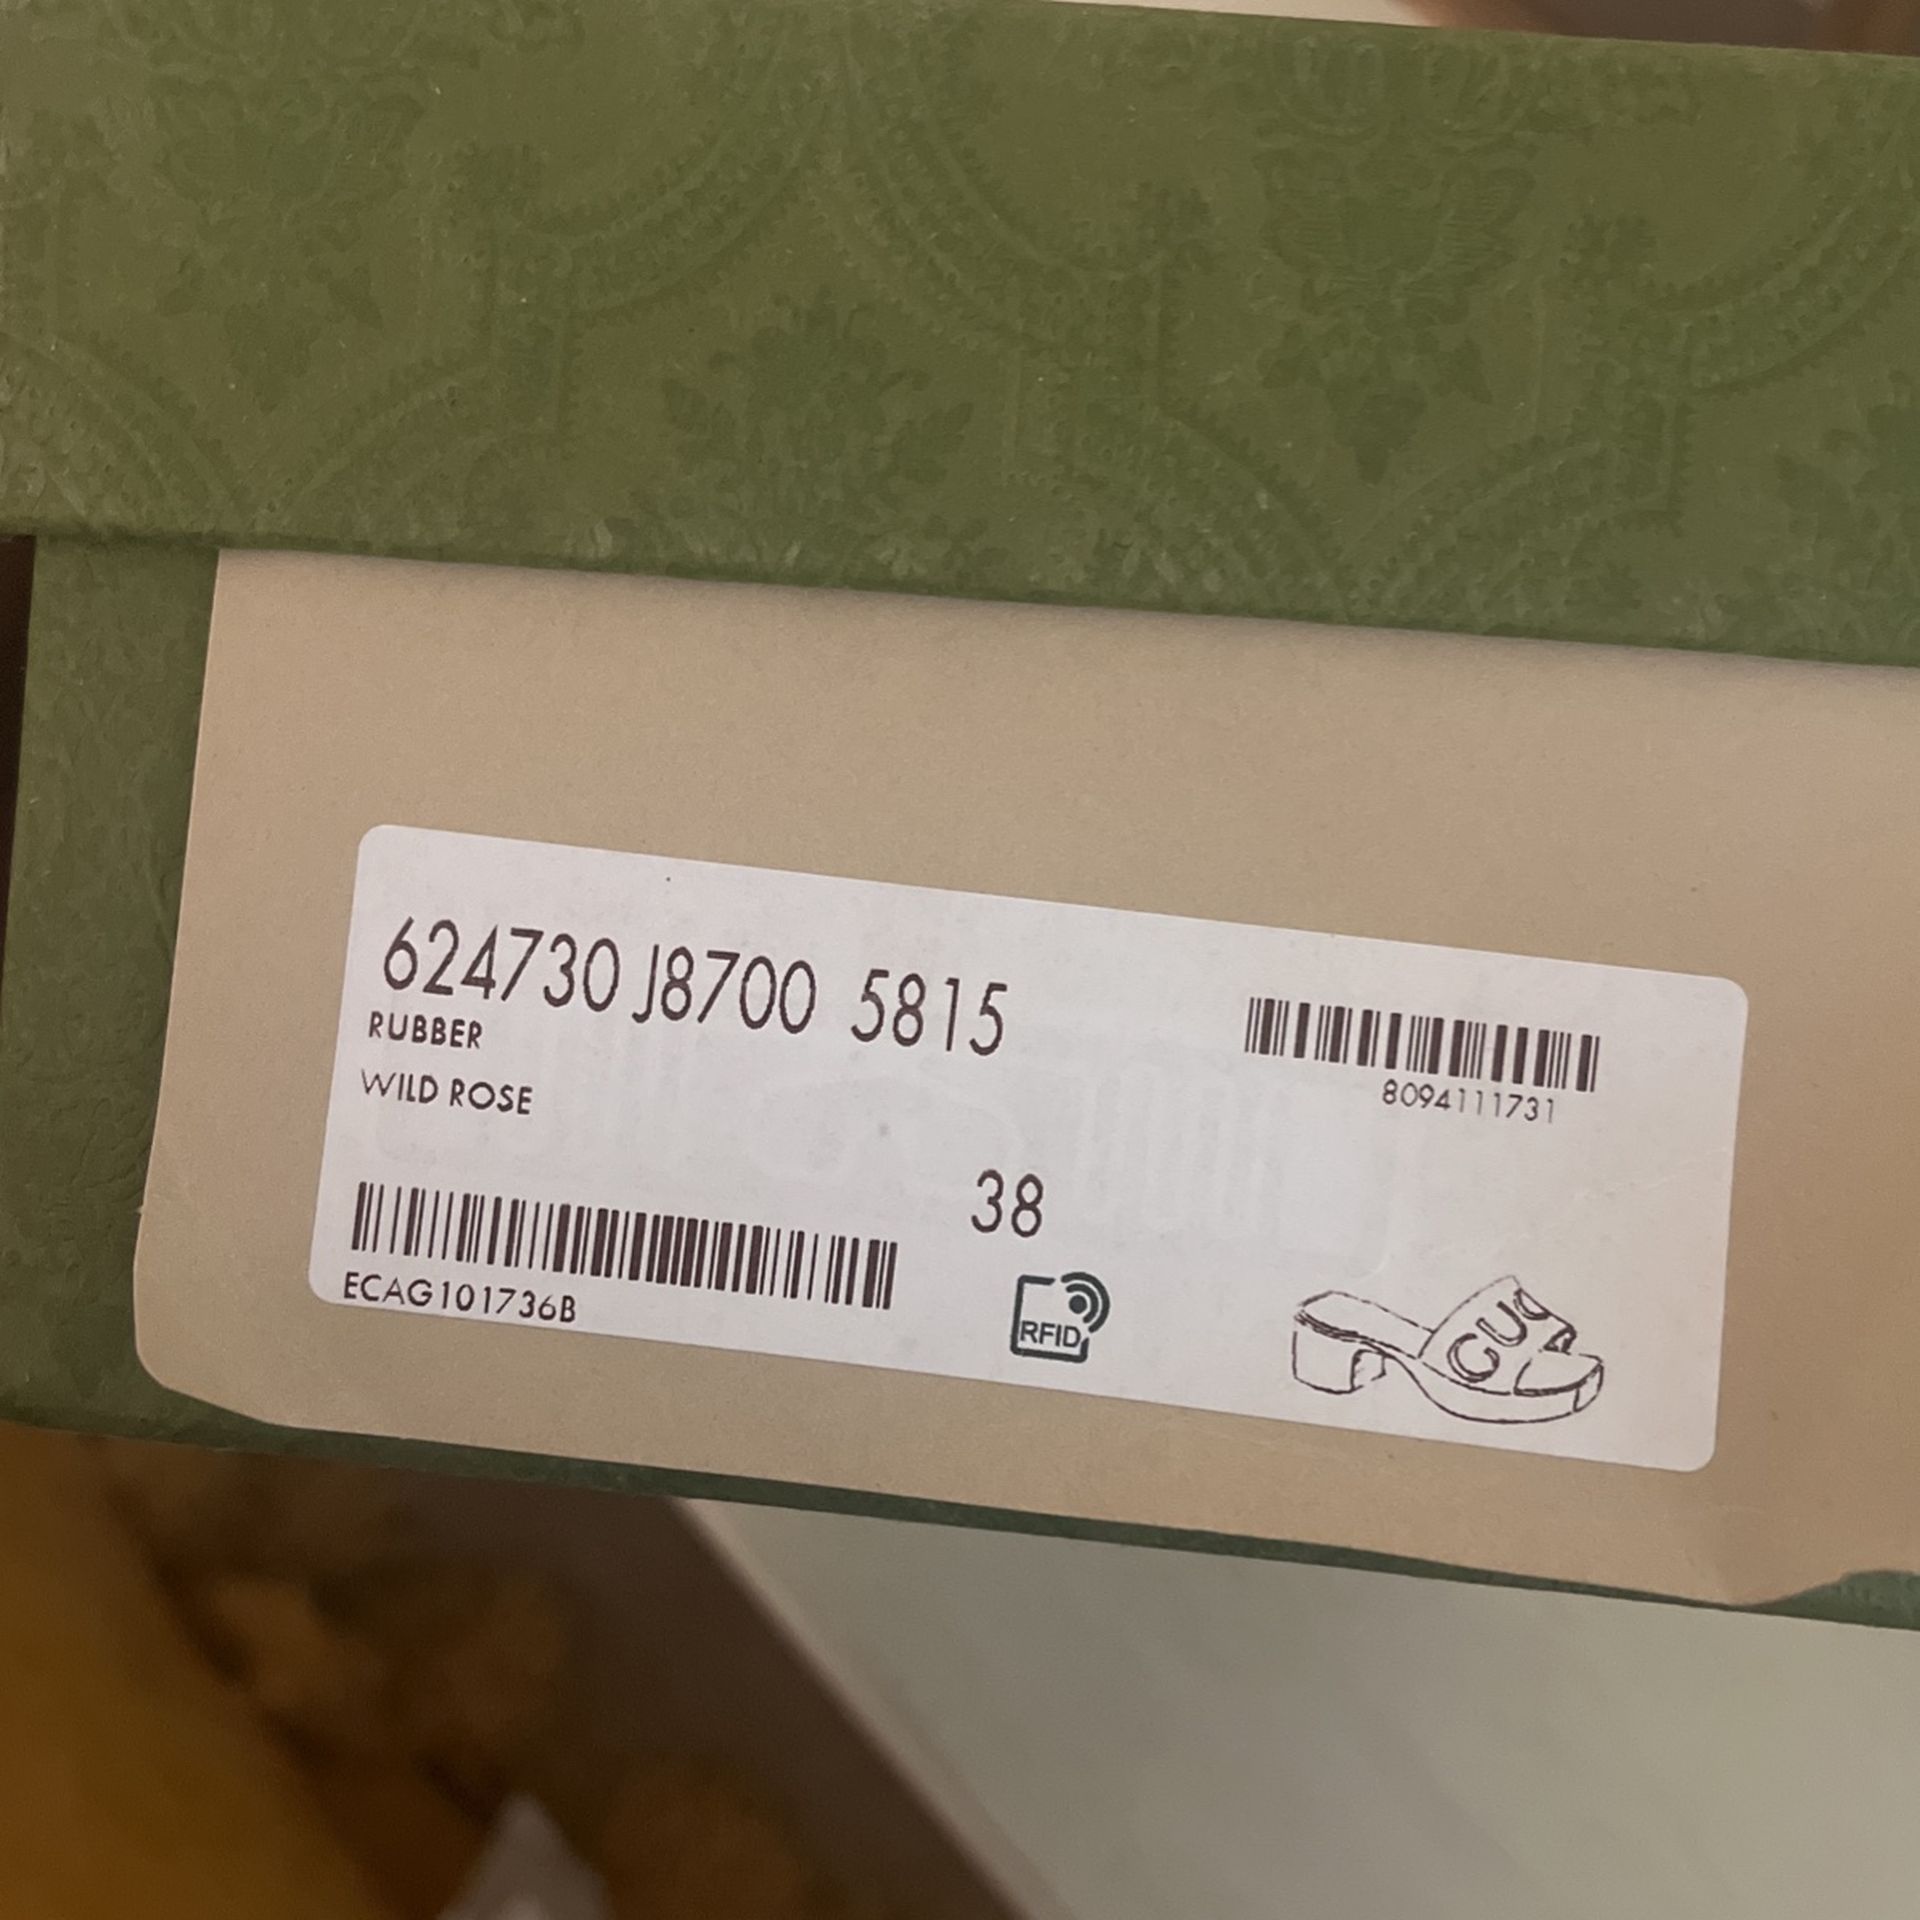 624730 J8700 5815
RUBBER
WILD ROSE
8094111731
38
ECAG101736B
RFID
GUC